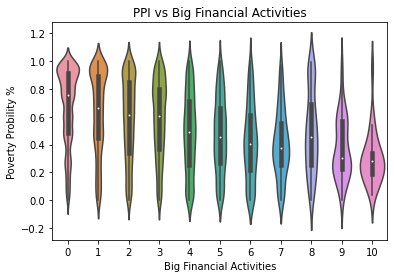 PPI vs Big Financial Activities
1.2
1.0
0.8
0.6
0.4
0.2
0.0
−0.2
Poverty Probility %
0 1 2 3 4 5 6 7 8 9 10
Big Financial Activities